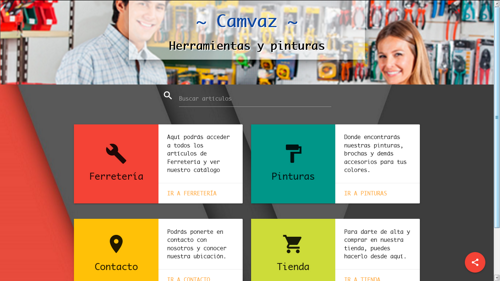 ~ Camvaz ~
Herramientas y pinturas
Buscar artículos
Ferretería
Aquí podrás acceder
a todos los
artículos de
Ferretería y ver
nuestro catálogo
IR A FERRETERÍA
Pinturas
Donde encontrarás
nuestras pinturas,
brochas y demás
accesorios para tus
colores.
IR A PINTURAS
Contacto
Podrás ponerte en
contacto con
nosotros y conocer
nuestra ubicación.
IR A CONTACTO
Tienda
Para darte de alta y
comprar en nuestra
tienda, puedes
hacerlo desde aquí.
IR A TIENDA